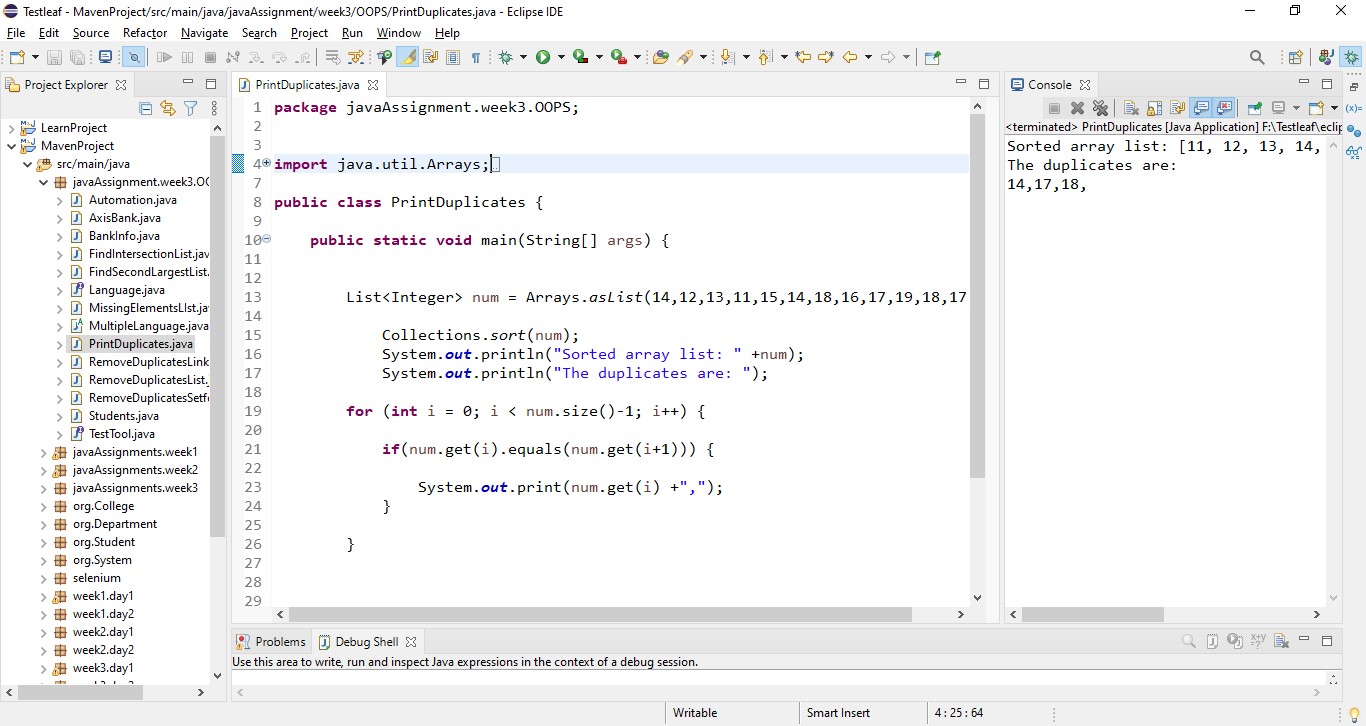 Testleaf - MavenProject/src/main/java/javaAssignment/week3/OOPS/PrintDuplicates.java - Eclipse IDE
File Edit Source Refactor Navigate Search Project Run Window Help
Project Explorer
LearnProject
MavenProject
src/main/java
javaAssignment.week3.OO
Automation.java
AxisBank.java
BankInfo.java
FindIntersectionList.jav
FindSecondLargestList.
Language.java
MissingElementsLIst.ja
MultipleLanguage.java
PrintDuplicates.java
RemoveDuplicatesLink
RemoveDuplicatesList.j
RemoveDuplicatesSetf
Students.java
TestTool.java
javaAssignments.week1
javaAssignments.week2
javaAssignments.week3
org.College
org.Department
org.Student
org.System
selenium
week1.day1
week1.day2
week2.day1
week2.day2
week3.day1
PrintDuplicates.java
1 package javaAssignment.week3.OOPS;
2
3
4 import java.util.Arrays;
7
8 public class PrintDuplicates {
9
10 public static void main(String[] args) {
11
12
13 List<Integer> num = Arrays.asList(14,12,13,11,15,14,18,16,17,19,18,17
14
15 Collections.sort(num);
16 System.out.println("Sorted array list: " +num);
17 System.out.println("The duplicates are: ");
18
19 for (int i = 0; i < num.size()-1; i++) {
20
21 if(num.get(i).equals(num.get(i+1))) {
22
23 System.out.print(num.get(i) +",");
24 }
25
26 }
27
28
29
Console
<terminated> PrintDuplicates [Java Application] F:\Testleaf\eclip
Sorted array list: [11, 12, 13, 14,
The duplicates are:
14,17,18,
Problems Debug Shell
Use this area to write, run and inspect Java expressions in the context of a debug session.
Writable Smart Insert 4 : 25 : 64